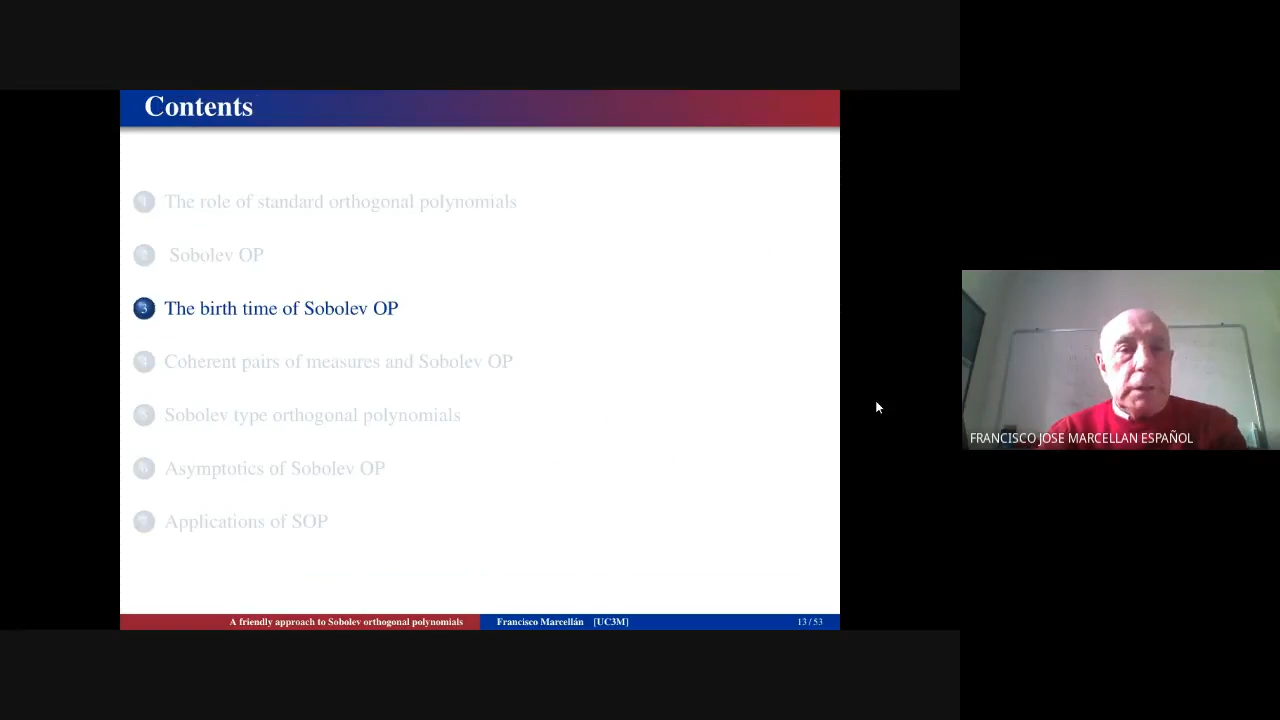 Contents
1 The role of standard orthogonal polynomials
2 Sobolev OP
3 The birth time of Sobolev OP
4 Coherent pairs of measures and Sobolev OP
5 Sobolev type orthogonal polynomials
6 Asymptotics of Sobolev OP
7 Applications of SOP
FRANCISCO JOSE MARCELLAN ESPAÑOL
A friendly approach to Sobolev orthogonal polynomials Francisco Marcellán [UC3M] 13 / 53